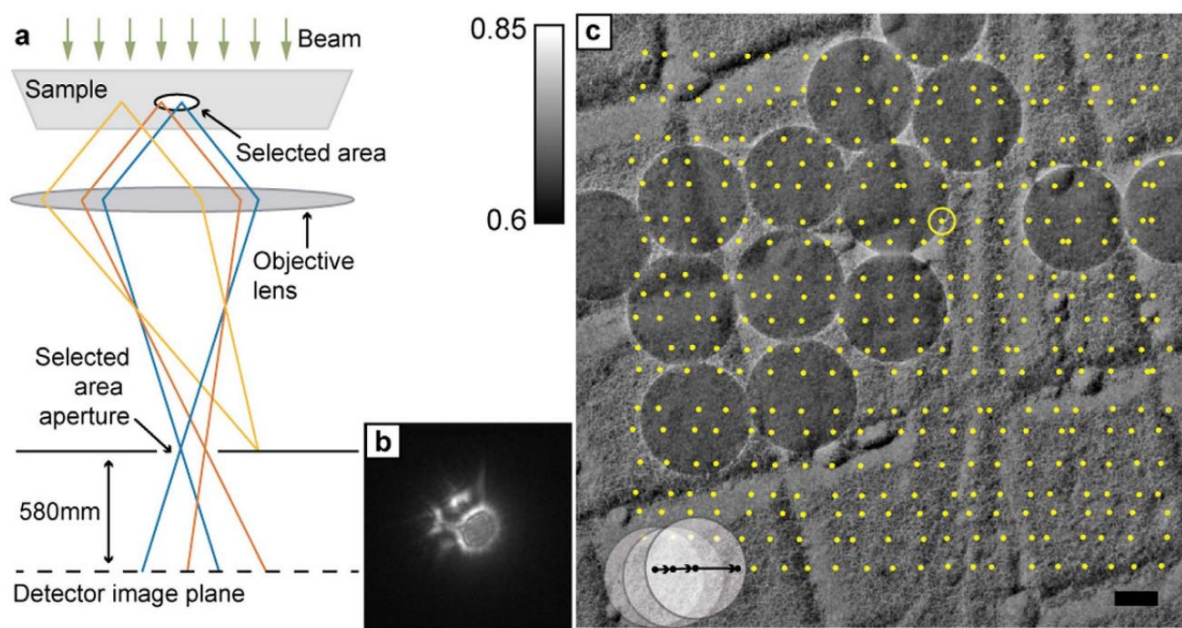 a
Beam
Sample
Selected area
Objective
lens
Selected
area
aperture
580mm
Detector image plane
0.85
0.6
b
c